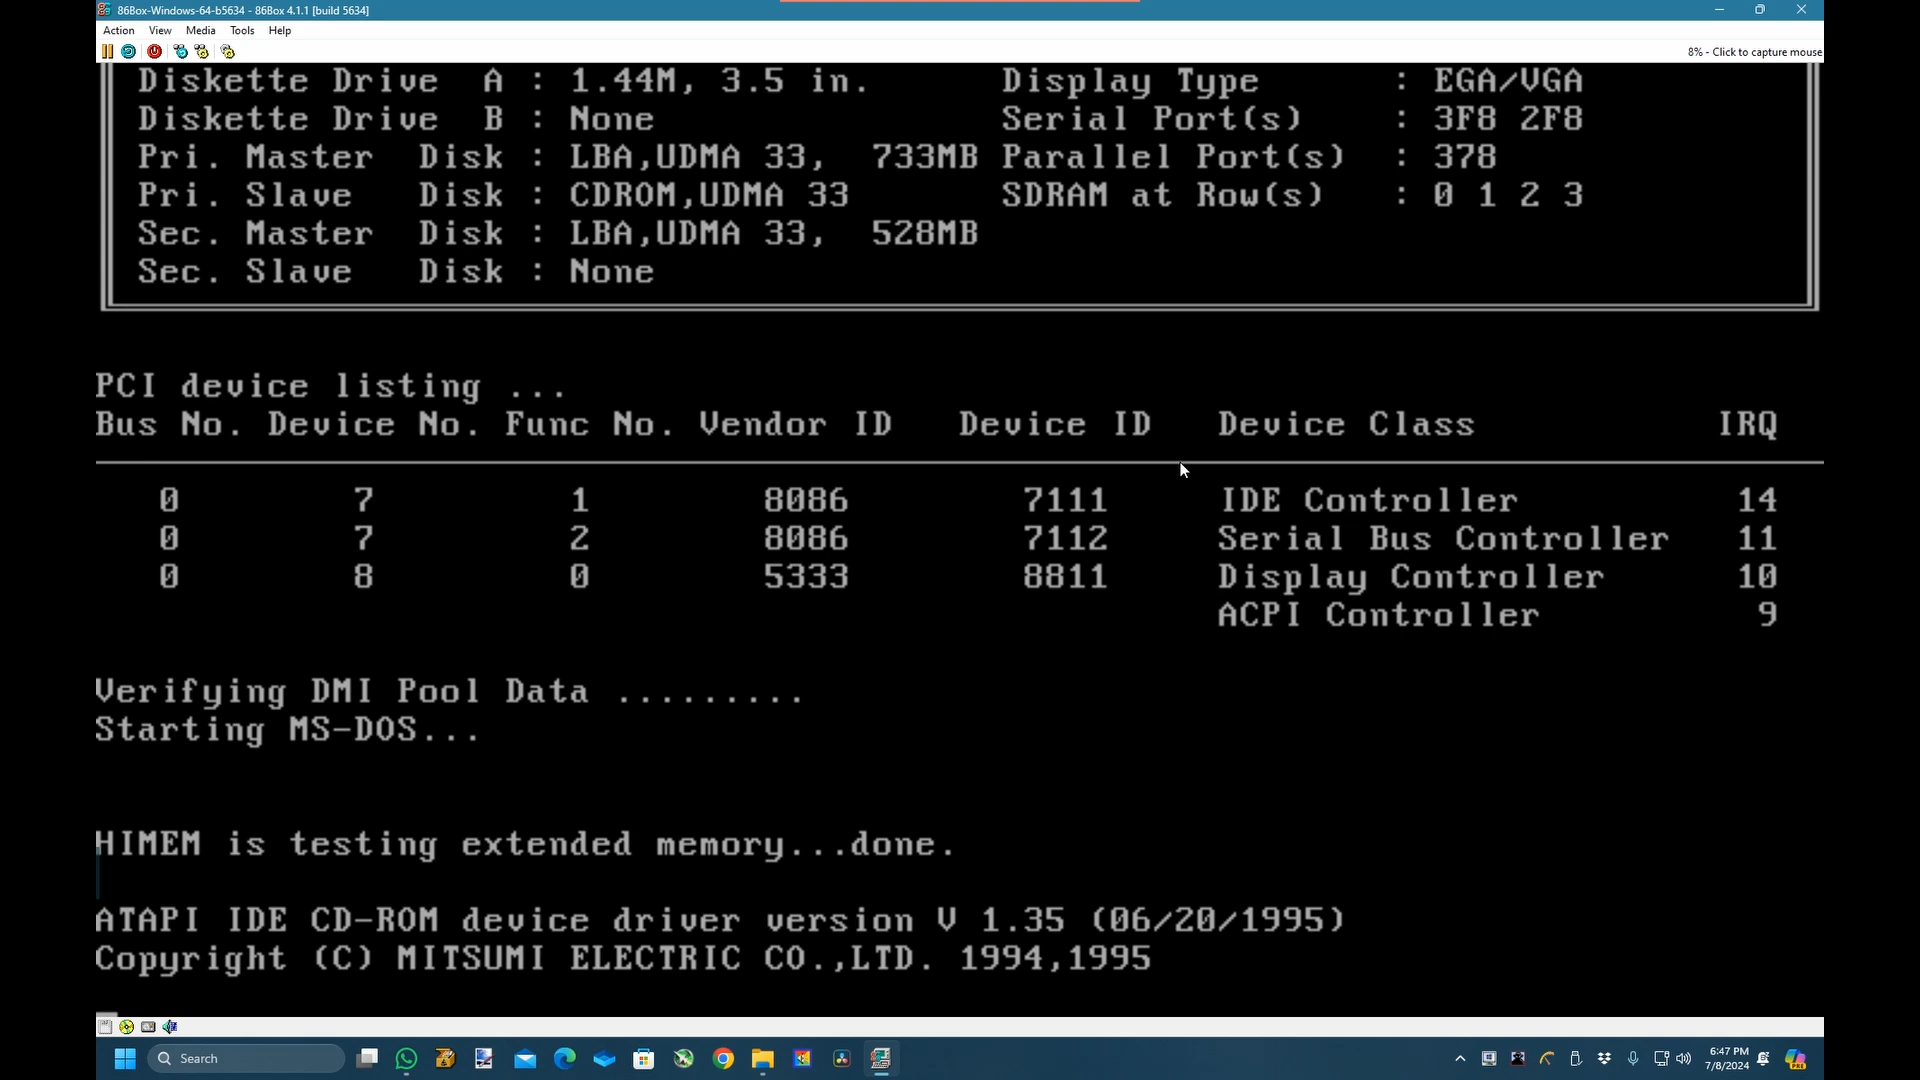 86Box-Windows-64-b5634 - 86Box 4.1.1 [build 5634]
Action View Media Tools Help
8% - Click to capture mouse
Diskette Drive A : 1.44M, 3.5 in. Display Type : EGA/VGA
Diskette Drive B : None Serial Port(s) : 3F8 2F8
Pri. Master Disk : LBA,UDMA 33, 733MB Parallel Port(s) : 378
Pri. Slave Disk : CDROM,UDMA 33 SDRAM at Row(s) : 0 1 2 3
Sec. Master Disk : LBA,UDMA 33, 528MB
Sec. Slave Disk : None
PCI device listing ...
Bus No. Device No. Func No. Vendor ID Device ID Device Class IRQ
0 7 1 8086 7111 IDE Controller 14
0 7 2 8086 7112 Serial Bus Controller 11
0 8 0 5333 8811 Display Controller 10
ACPI Controller 9
Verifying DMI Pool Data .........
Starting MS-DOS...
HIMEM is testing extended memory...done.
ATAPI IDE CD-ROM device driver version V 1.35 (06/20/1995)
Copyright (C) MITSUMI ELECTRIC CO.,LTD. 1994,1995
Search
6:47 PM
7/8/2024